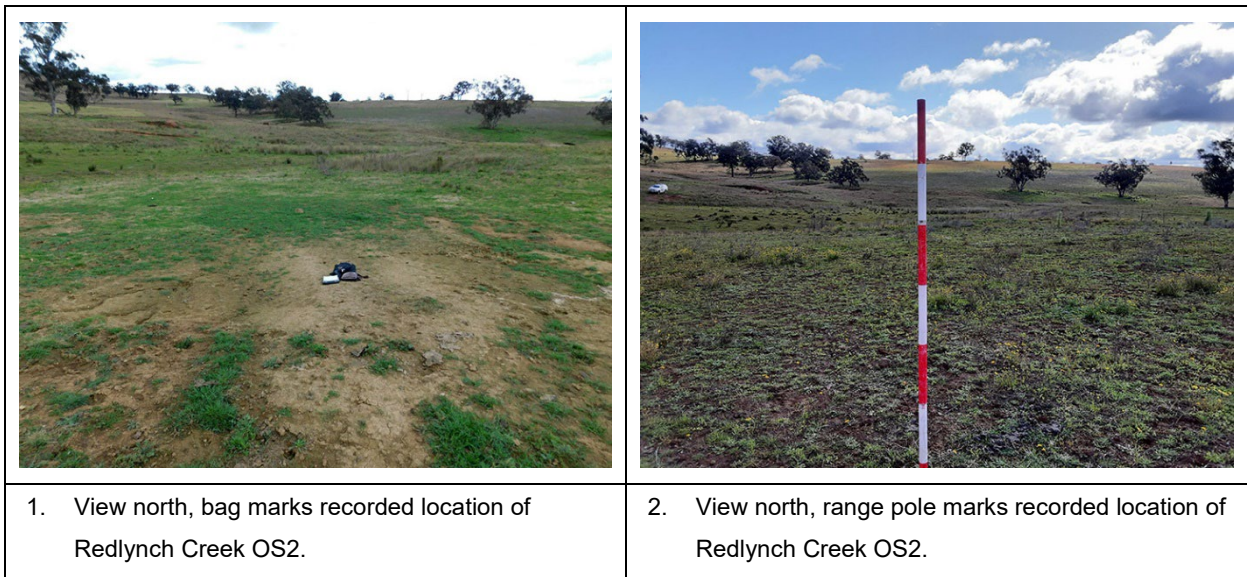 1. View north, bag marks recorded location of
Redlynch Creek OS2.
2. View north, range pole marks recorded location of
Redlynch Creek OS2.